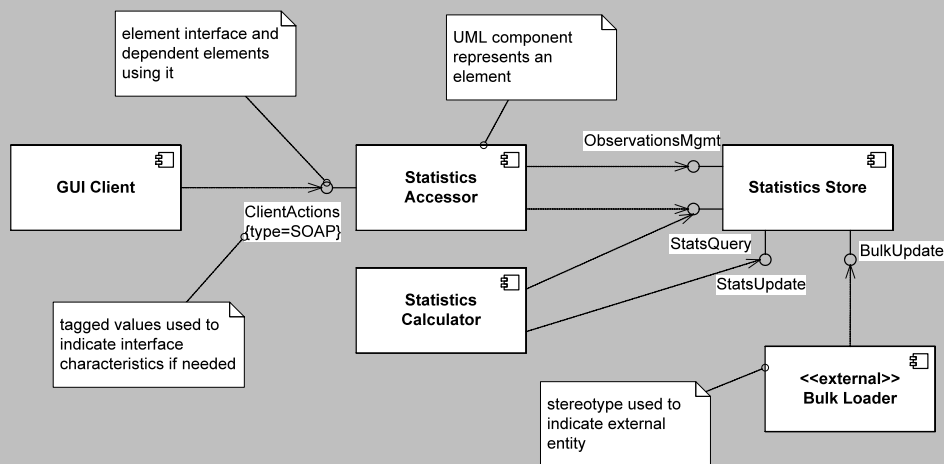 element interface and
dependent elements
using it
UML component
represents an
element
ObservationsMgmt
GUI Client
Statistics
Accessor
Statistics Store
ClientActions
{type=SOAP}
StatsQuery
BulkUpdate
StatsUpdate
Statistics
Calculator
tagged values used to
indicate interface
characteristics if needed
<<external>>
Bulk Loader
stereotype used to
indicate external
entity